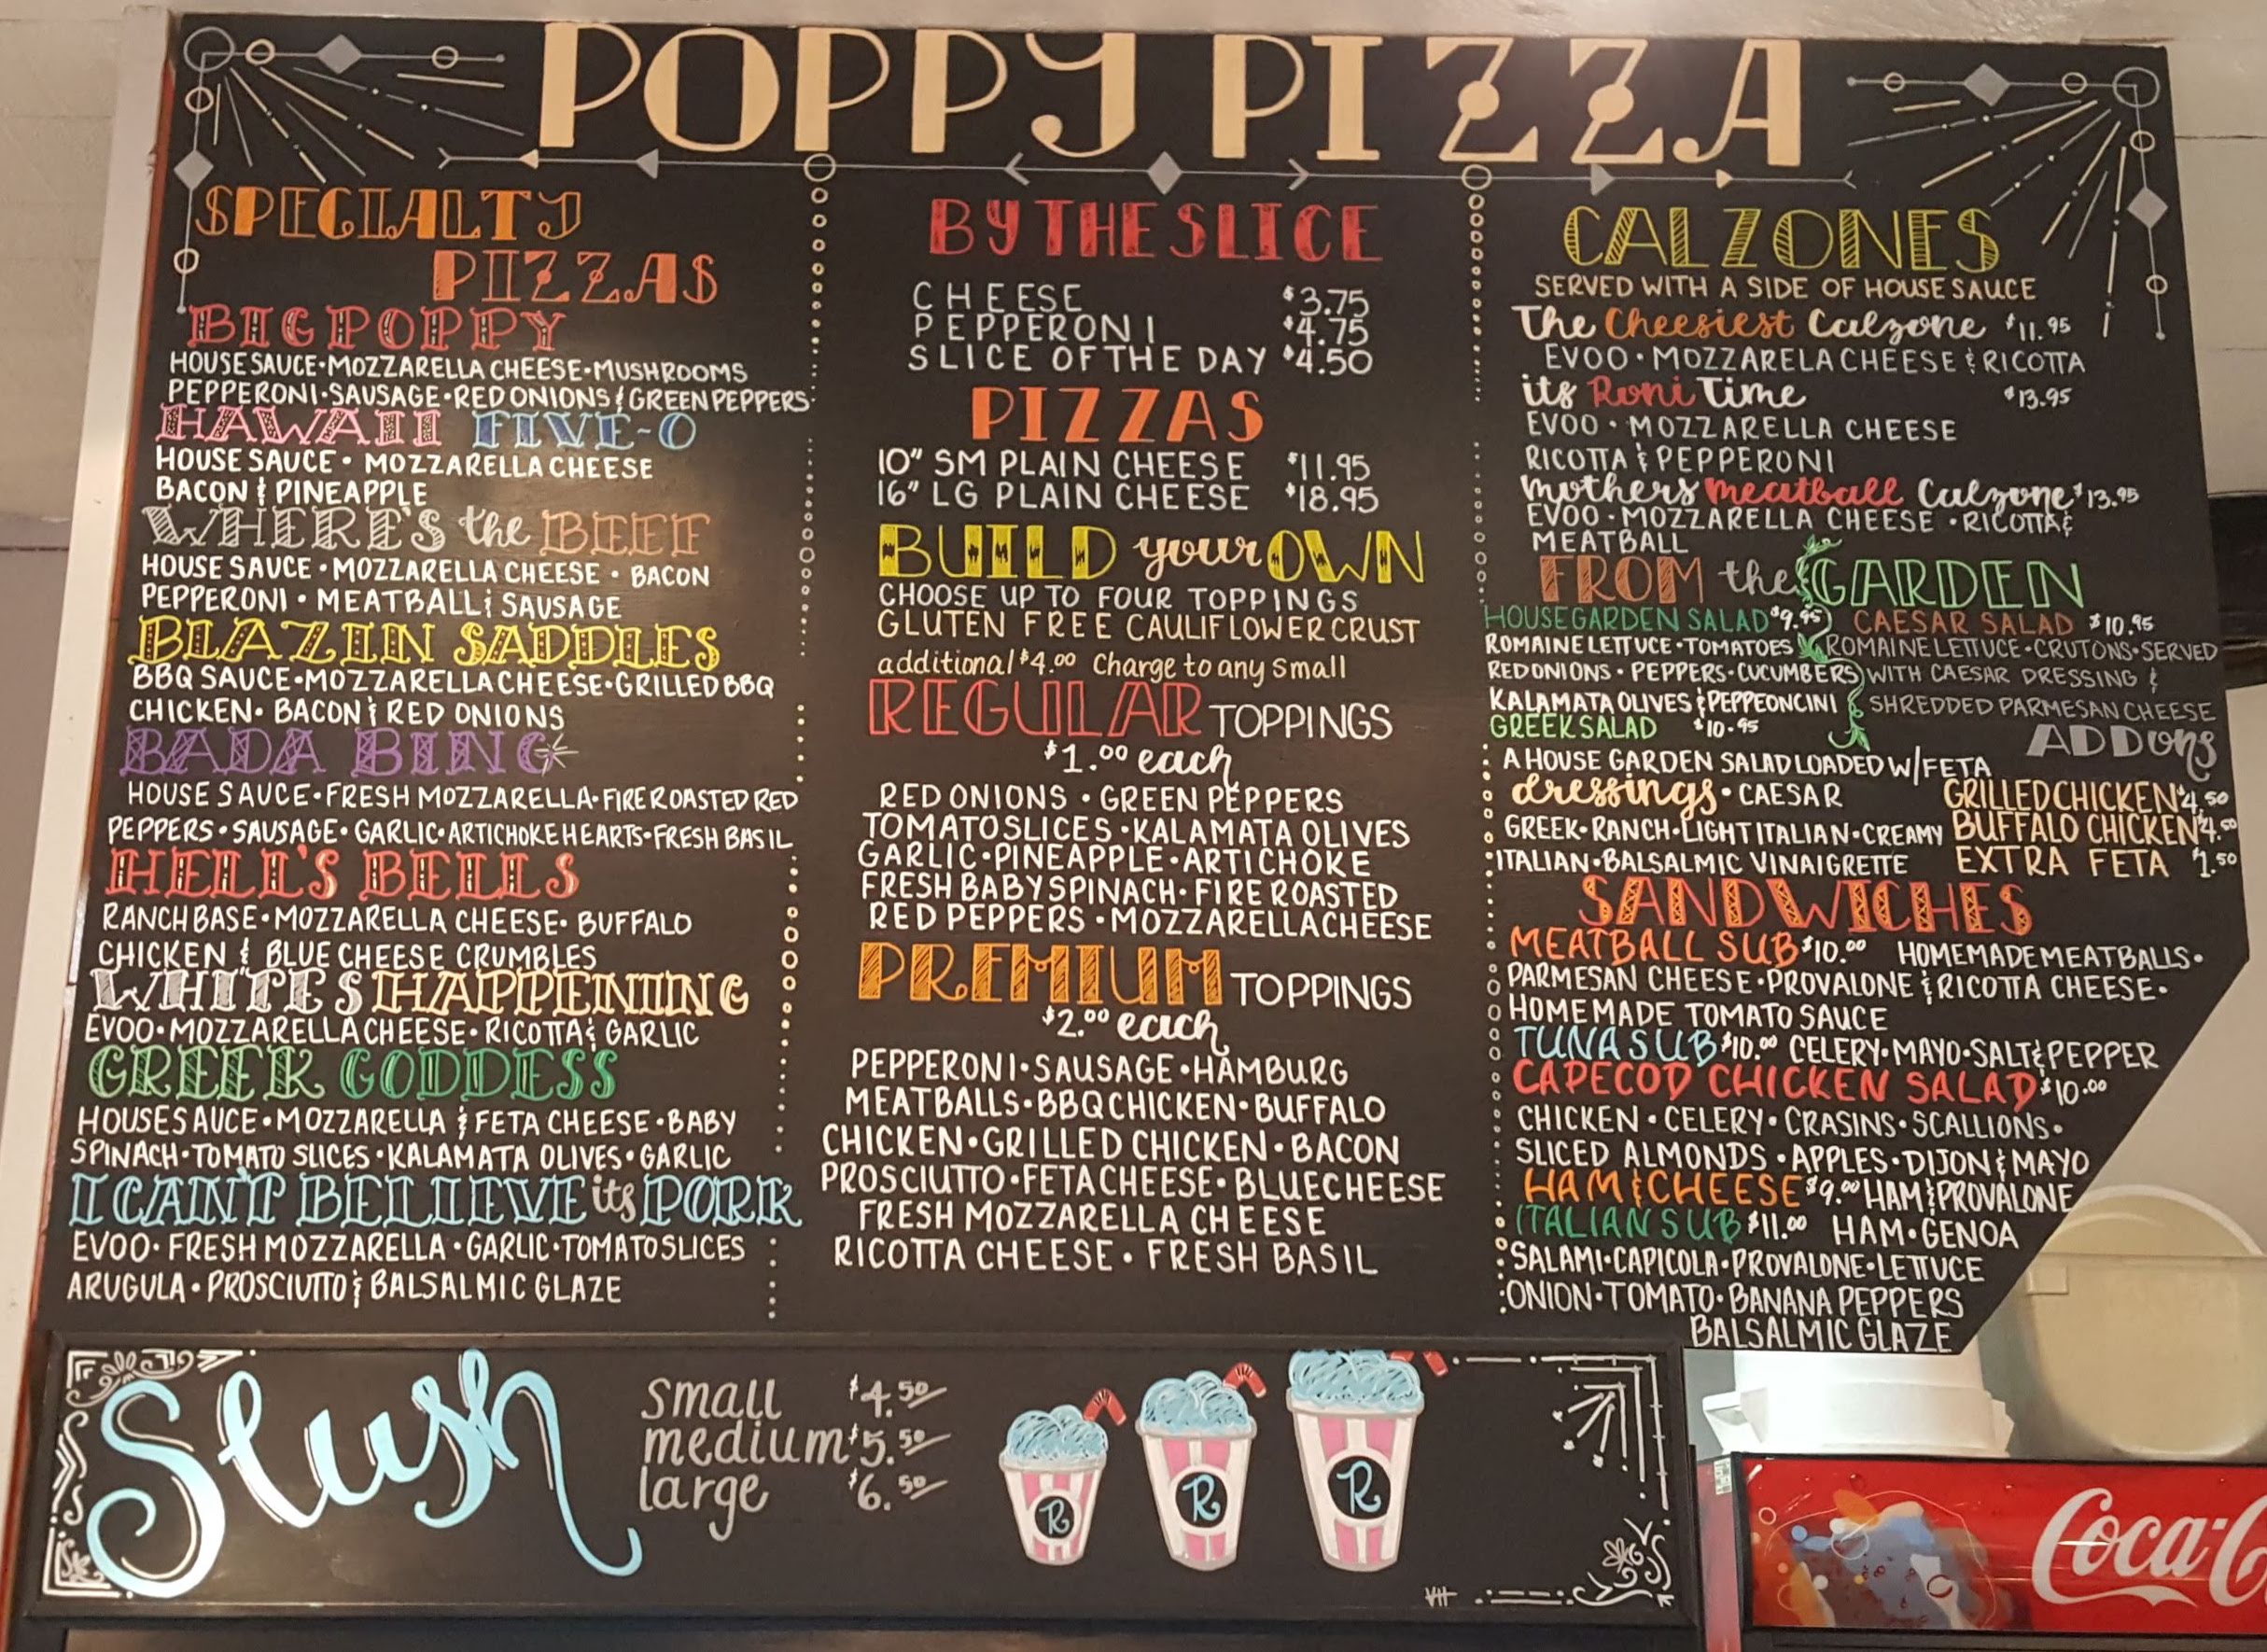 POPPY PIZZA
SPECIALTY
PIZZAS
BIG POPPY
HOUSE SAUCE • MOZZARELLA CHEESE • MUSHROOMS
PEPPERONI • SAUSAGE • RED ONIONS & GREEN PEPPERS
HAWAII FIVE-O
HOUSE SAUCE • MOZZARELLA CHEESE
BACON & PINEAPPLE
WHERE'S the BEEF
HOUSE SAUCE • MOZZARELLA CHEESE • BACON
PEPPERONI • MEATBALL & SAUSAGE
BLAZIN SADDLES
BBQ SAUCE • MOZZARELLA CHEESE • GRILLED BBQ
CHICKEN • BACON & RED ONIONS
BADA BING
HOUSE SAUCE • FRESH MOZZARELLA • FIRE ROASTED RED
PEPPERS • SAUSAGE • GARLIC • ARTICHOKE HEARTS • FRESH BASIL
HELL'S BELLS
RANCH BASE • MOZZARELLA CHEESE • BUFFALO
CHICKEN & BLUE CHEESE CRUMBLES
WHITE'S HAPPENING
EVOO • MOZZARELLA CHEESE • RICOTTA & GARLIC
GREEK GODDESS
HOUSE SAUCE • MOZZARELLA & FETA CHEESE • BABY
SPINACH • TOMATO SLICES • KALAMATA OLIVES • GARLIC
I CAN'T BELIEVE its PORK
EVOO • FRESH MOZZARELLA • GARLIC • TOMATO SLICES
ARUGULA • PROSCIUTTO & BALSALMIC GLAZE
BY THE SLICE
CHEESE $3.75
PEPPERONI $4.75
SLICE OF THE DAY $4.50
PIZZAS
10" SM PLAIN CHEESE $11.95
16" LG PLAIN CHEESE $18.95
BUILD your OWN
CHOOSE UP TO FOUR TOPPINGS
GLUTEN FREE CAULIFLOWER CRUST
additional $4.00 Charge to any Small
REGULAR TOPPINGS
$1.00 each
RED ONIONS • GREEN PEPPERS
TOMATO SLICES • KALAMATA OLIVES
GARLIC • PINEAPPLE • ARTICHOKE
FRESH BABY SPINACH • FIRE ROASTED
RED PEPPERS • MOZZARELLA CHEESE
PREMIUM TOPPINGS
$2.00 each
PEPPERONI • SAUSAGE • HAMBURG
MEATBALLS • BBQ CHICKEN • BUFFALO
CHICKEN • GRILLED CHICKEN • BACON
PROSCIUTTO • FETA CHEESE • BLUE CHEESE
FRESH MOZZARELLA CHEESE
RICOTTA CHEESE • FRESH BASIL
CALZONES
SERVED WITH A SIDE OF HOUSE SAUCE
The Cheesiest Calzone $11.95
EVOO • MOZZARELA CHEESE & RICOTTA
its Roni Time $13.95
EVOO • MOZZARELLA CHEESE
RICOTTA & PEPPERONI
mothers meatball Calzone $13.95
EVOO • MOZZARELLA CHEESE • RICOTTA &
MEATBALL
FROM the GARDEN
HOUSE GARDEN SALAD $9.95
ROMAINE LETTUCE • TOMATOES
RED ONIONS • PEPPERS • CUCUMBERS
KALAMATA OLIVES & PEPPEONCINI
CAESAR SALAD $10.95
ROMAINE LETTUCE • CRUTONS • SERVED
WITH CAESAR DRESSING &
SHREDDED PARMESAN CHEESE
GREEK SALAD $10.95
A HOUSE GARDEN SALAD LOADED W/FETA
dressings • CAESAR
GREEK • RANCH • LIGHT ITALIAN • CREAMY
ITALIAN • BALSALMIC VINAIGRETTE
ADD ons
GRILLED CHICKEN $4.50
BUFFALO CHICKEN $4.50
EXTRA FETA $1.50
SANDWICHES
MEATBALL SUB $10.00 HOMEMADE MEATBALLS •
PARMESAN CHEESE • PROVALONE & RICOTTA CHEESE •
HOMEMADE TOMATO SAUCE
TUNA SUB $10.00 CELERY • MAYO • SALT & PEPPER
CAPECOD CHICKEN SALAD $10.00
CHICKEN • CELERY • CRASINS • SCALLIONS •
SLICED ALMONDS • APPLES • DIJON & MAYO
HAM & CHEESE $9.00 HAM & PROVALONE
ITALIAN SUB $11.00 HAM • GENOA
SALAMI • CAPICOLA • PROVALONE • LETTUCE
ONION • TOMATO • BANANA PEPPERS
BALSALMIC GLAZE
Slush
small $4.50
medium $5.50
large $6.50
R
R
R
VH
Coca-C